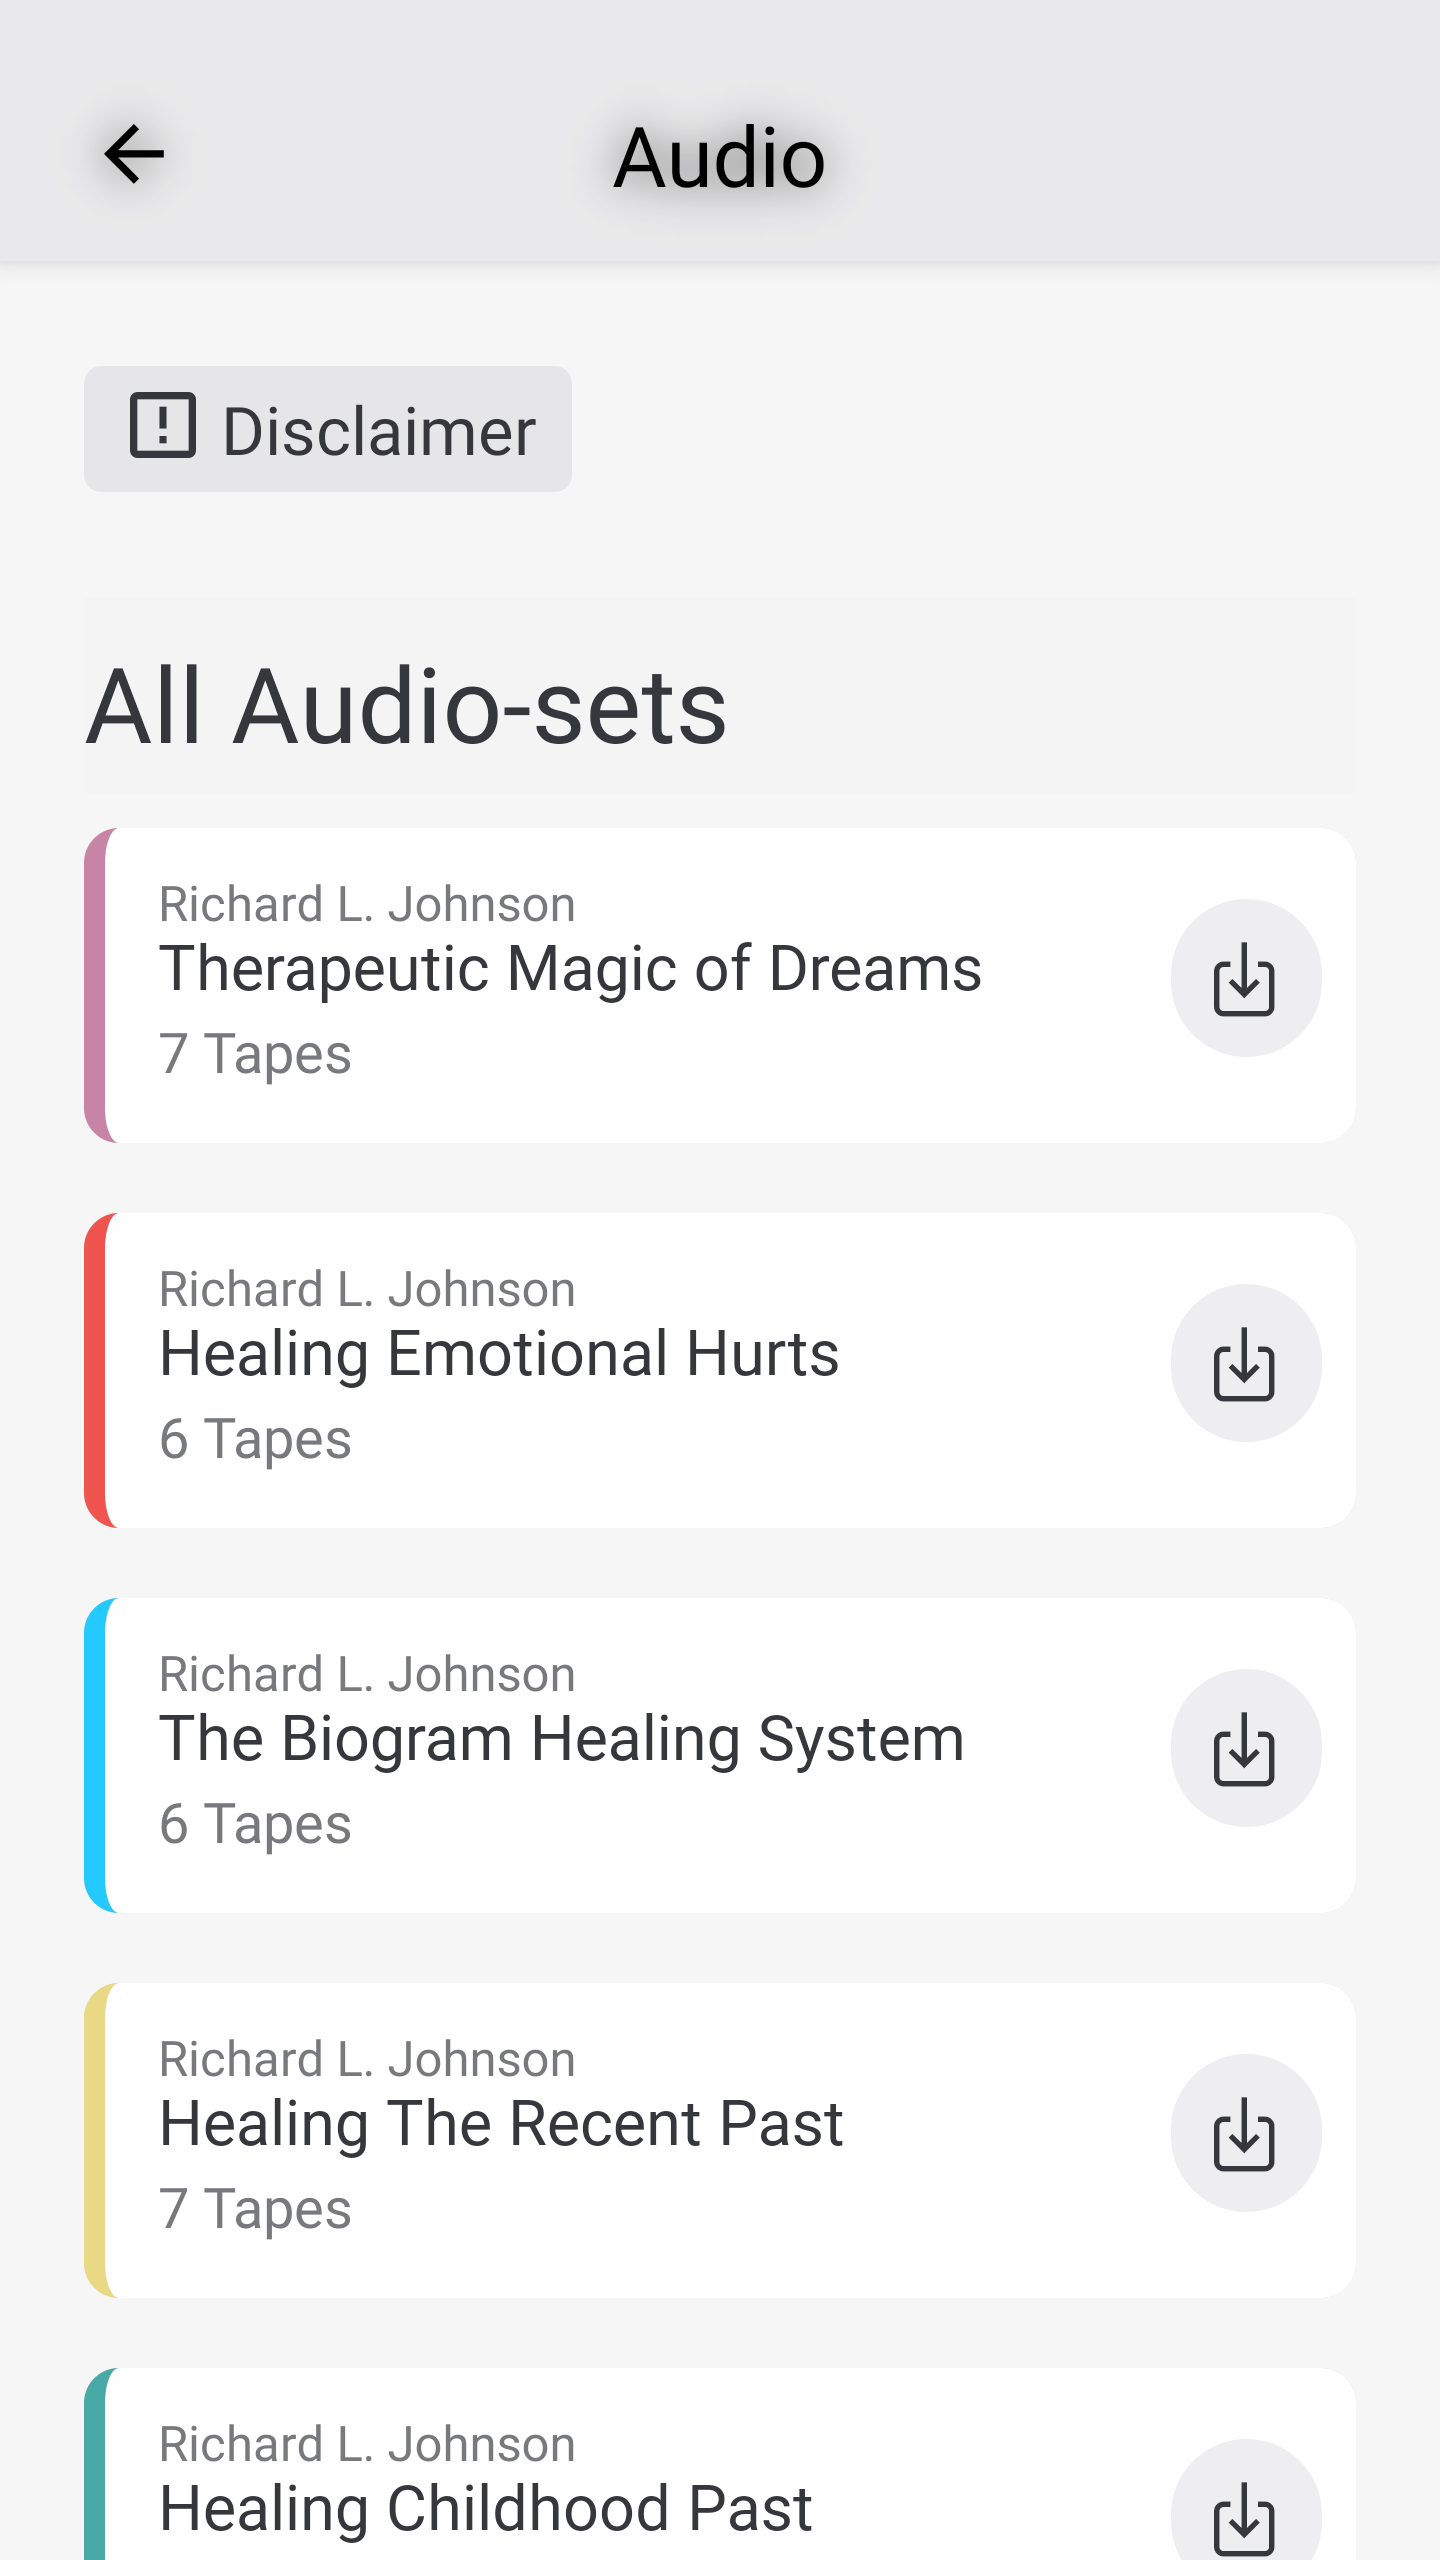 Audio
Disclaimer
All Audio-sets
Richard L. Johnson
Therapeutic Magic of Dreams
7 Tapes
Richard L. Johnson
Healing Emotional Hurts
6 Tapes
Richard L. Johnson
The Biogram Healing System
6 Tapes
Richard L. Johnson
Healing The Recent Past
7 Tapes
Richard L. Johnson
Healing Childhood Past